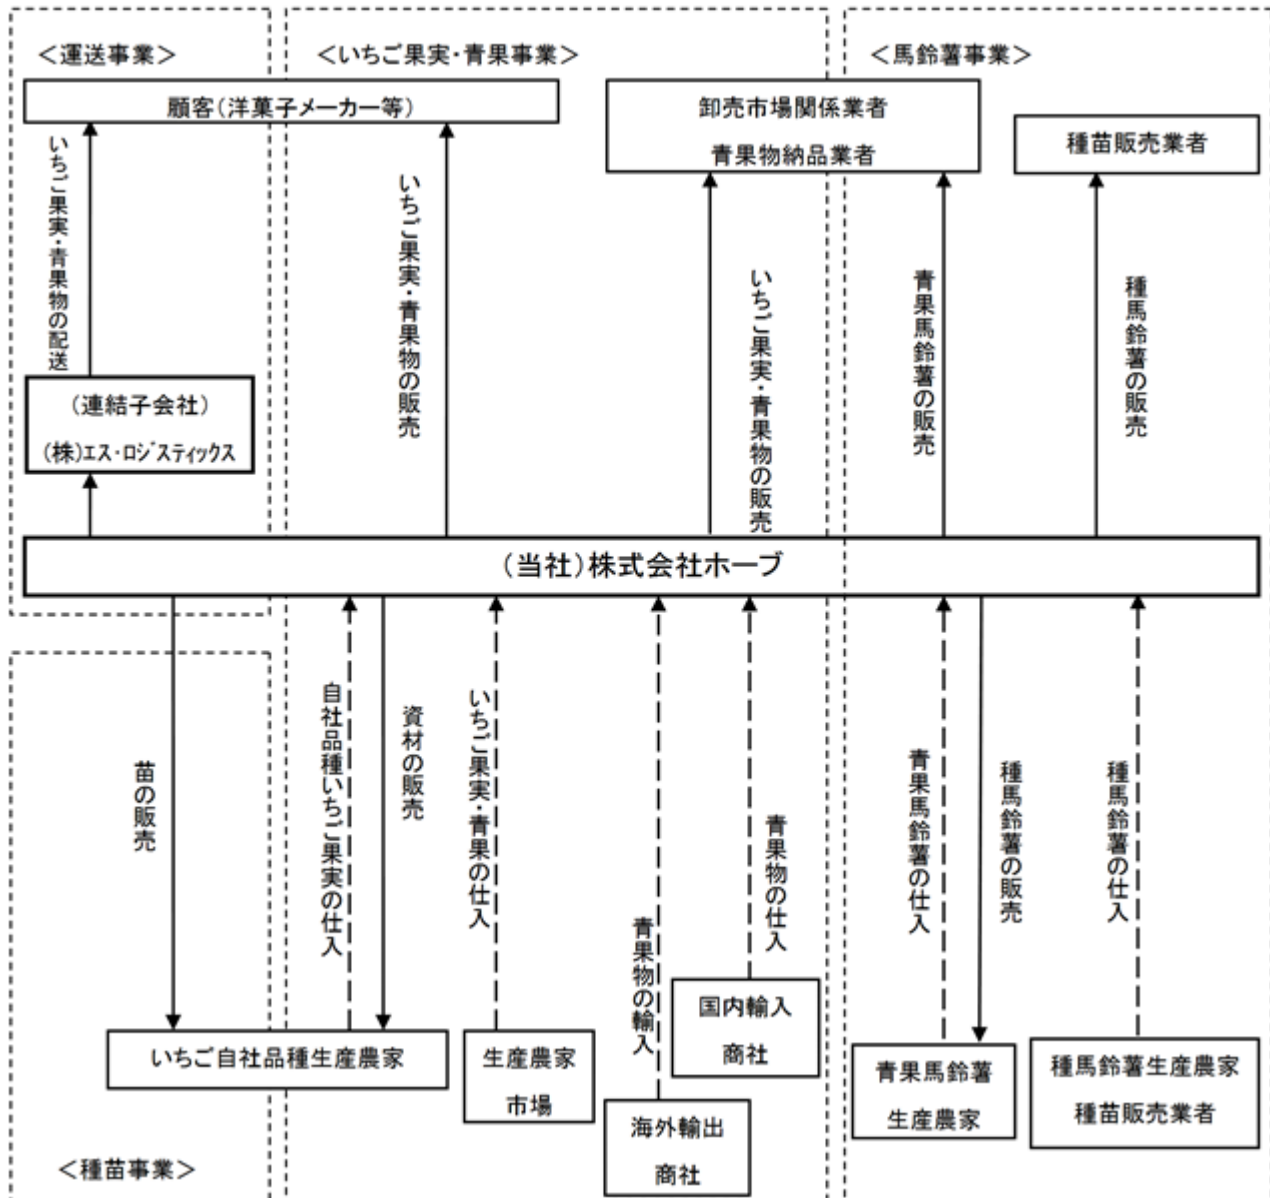 ＜運送事業＞
＜いちご果実・青果事業＞
＜馬鈴薯事業＞
顧客（洋菓子メーカー等）
卸売市場関係業者
青果物納品業者
種苗販売業者
いちご果実・青果物の配送
いちご果実・青果物の販売
いちご果実・青果物の販売
青果馬鈴薯の販売
種馬鈴薯の販売
（連結子会社）
(株)ｴｽ・ﾛｼﾞｽﾃｨｯｸｽ
（当社）株式会社ホーブ
苗の販売
自社品種いちご果実の仕入
資材の販売
いちご果実・青果の仕入
青果物の輸入
青果物の仕入
青果馬鈴薯の仕入
種馬鈴薯の販売
種馬鈴薯の仕入
いちご自社品種生産農家
生産農家
市場
海外輸出
商社
国内輸入
商社
青果馬鈴薯
生産農家
種馬鈴薯生産農家
種苗販売業者
＜種苗事業＞